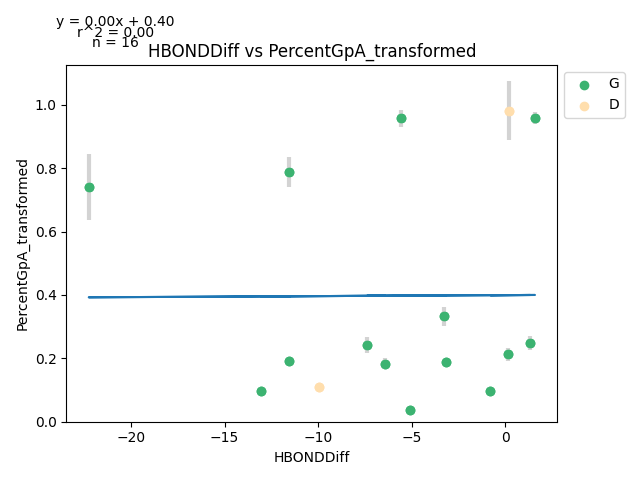 y = 0.00x + 0.40
r^2 = 0.00
n = 16
HBONDDiff vs PercentGpA_transformed
G
D
PercentGpA_transformed
1.0
0.8
0.6
0.4
0.2
0.0
−20
−15
−10
−5
0
HBONDDiff